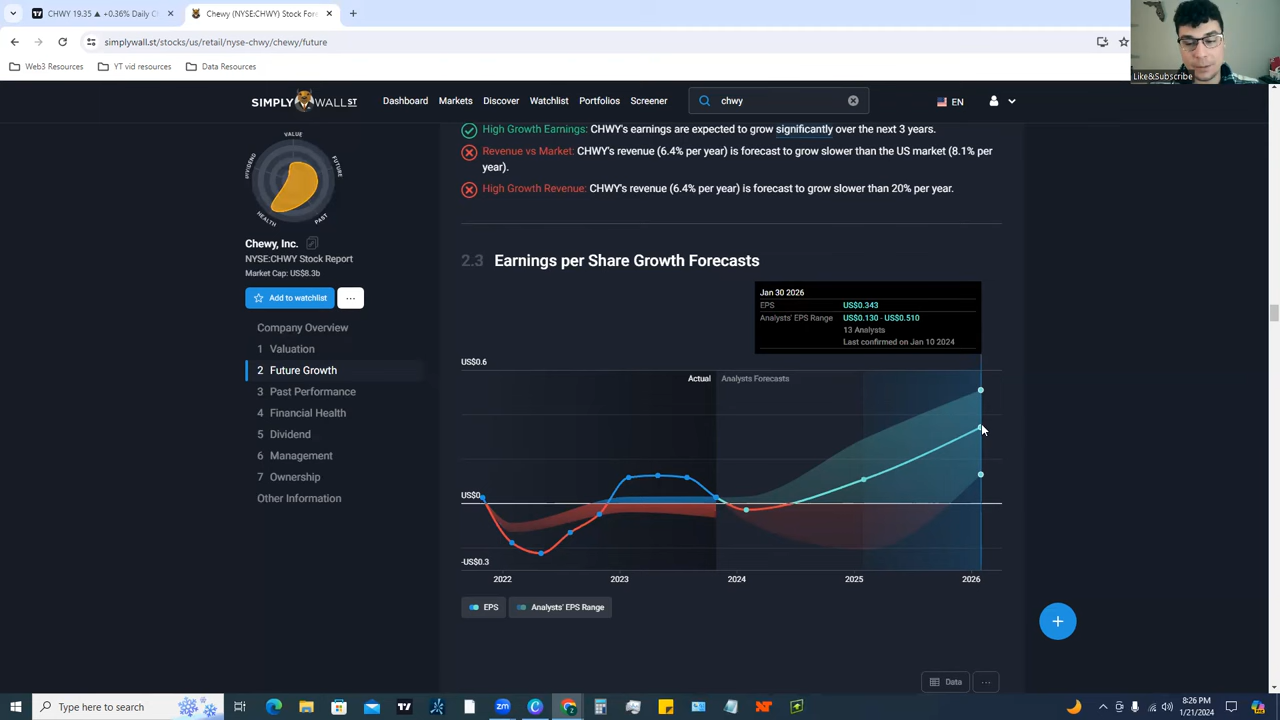 CHWY 19.35 ▲ +0.36% Daily C
Chewy (NYSE:CHWY) Stock Fore
simplywall.st/stocks/us/retail/nyse-chwy/chewy/future
Web3 Resources
YT vid resources
Data Resources
Like&Subscribe
SIMPLY WALL ST
Dashboard
Markets
Discover
Watchlist
Portfolios
Screener
chwy
EN
High Growth Earnings: CHWY's earnings are expected to grow significantly over the next 3 years.
Revenue vs Market: CHWY's revenue (6.4% per year) is forecast to grow slower than the US market (8.1% per
year).
High Growth Revenue: CHWY's revenue (6.4% per year) is forecast to grow slower than 20% per year.
VALUE
FUTURE
PAST
HEALTH
DIVIDEND
Chewy, Inc.
NYSE:CHWY Stock Report
Market Cap: US$8.3b
Add to watchlist
...
Company Overview
1 Valuation
2 Future Growth
3 Past Performance
4 Financial Health
5 Dividend
6 Management
7 Ownership
Other Information
2.3 Earnings per Share Growth Forecasts
Jan 30 2026
EPS US$0.343
Analysts' EPS Range US$0.130 - US$0.510
13 Analysts
Last confirmed on Jan 10 2024
US$0.6
Actual
Analysts Forecasts
US$0
-US$0.3
2022
2023
2024
2025
2026
EPS
Analysts' EPS Range
Data
...
Type here to search
8:26 PM
1/21/2024